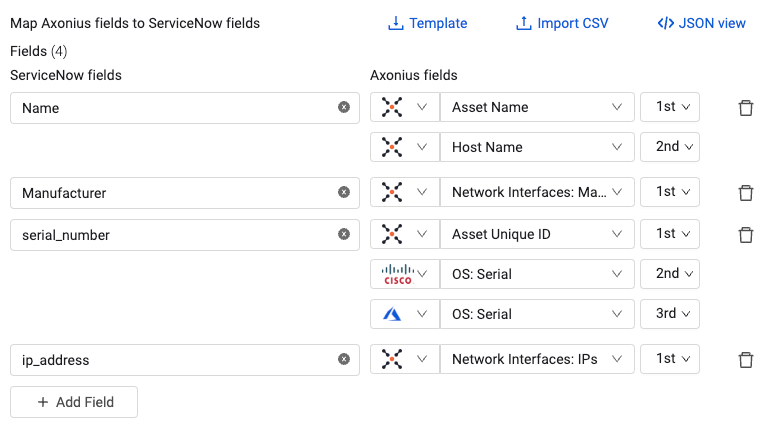 Map Axonius fields to ServiceNow fields Template Import CSV </> JSON view
Fields (4)
ServiceNow fields Axonius fields
Name Asset Name 1st
Host Name 2nd
Manufacturer Network Interfaces: Ma... 1st
serial_number Asset Unique ID 1st
CISCO OS: Serial 2nd
OS: Serial 3rd
ip_address Network Interfaces: IPs 1st
+ Add Field